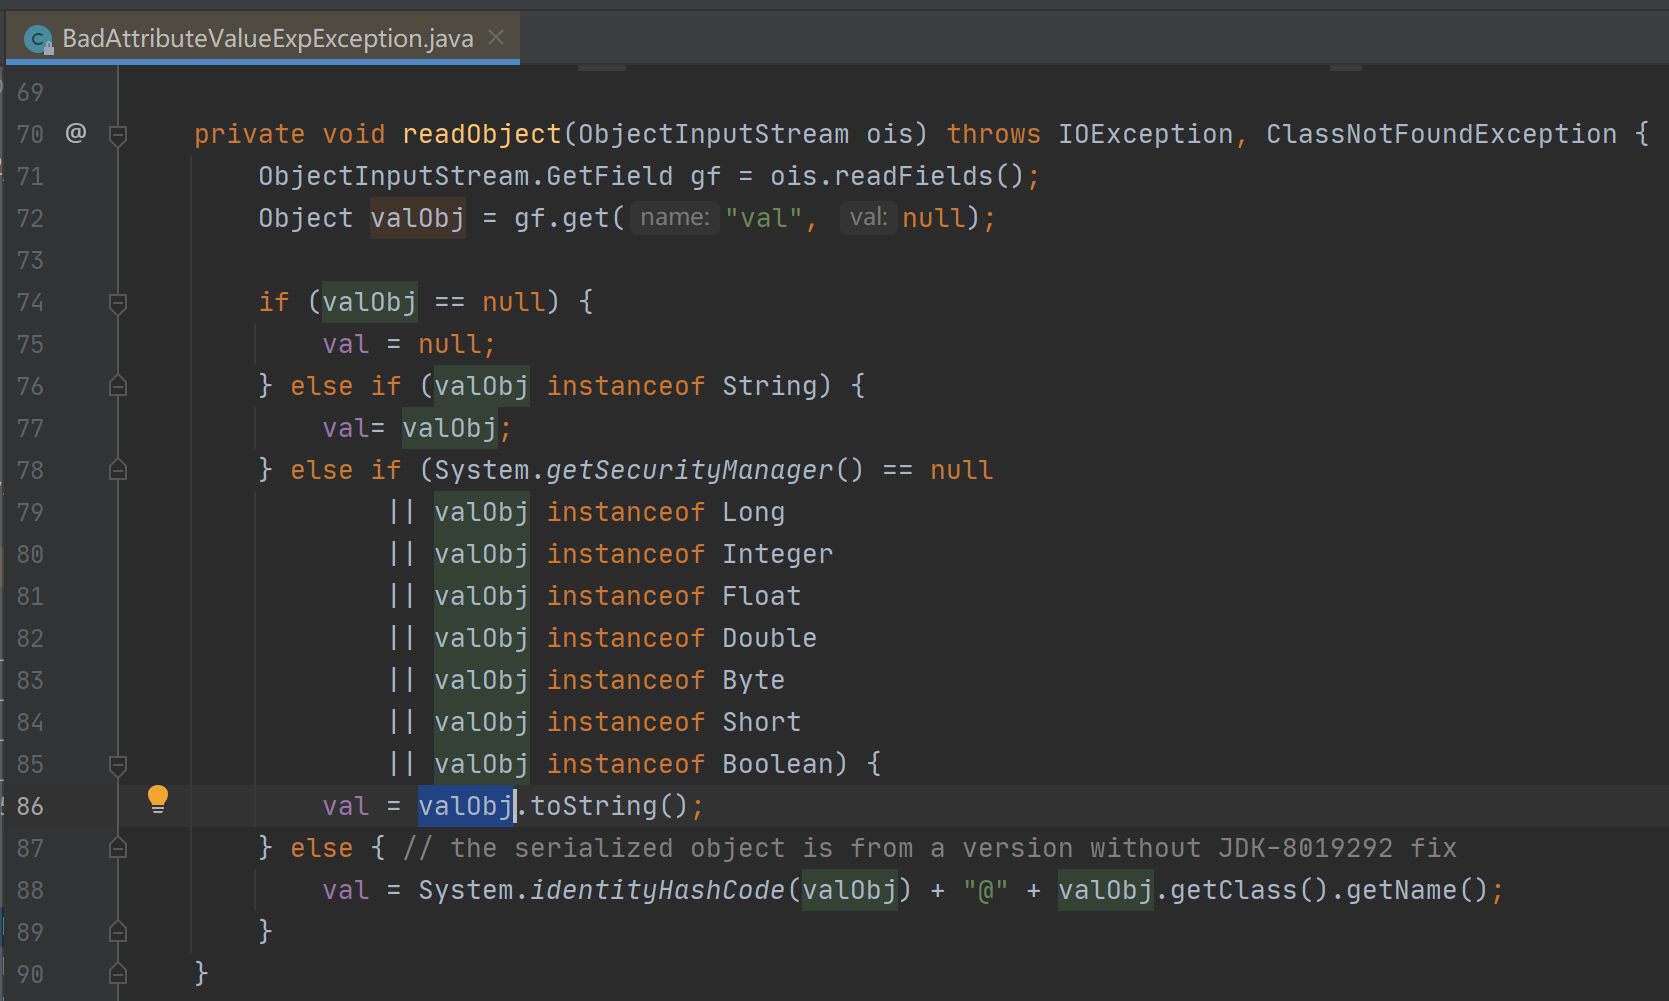 BadAttributeValueExpException.java
69
70 @ private void readObject(ObjectInputStream ois) throws IOException, ClassNotFoundException {
71 ObjectInputStream.GetField gf = ois.readFields();
72 Object valObj = gf.get( name: "val", val: null);
73
74 if (valObj == null) {
75 val = null;
76 } else if (valObj instanceof String) {
77 val= valObj;
78 } else if (System.getSecurityManager() == null
79 || valObj instanceof Long
80 || valObj instanceof Integer
81 || valObj instanceof Float
82 || valObj instanceof Double
83 || valObj instanceof Byte
84 || valObj instanceof Short
85 || valObj instanceof Boolean) {
86 val = valObj.toString();
87 } else { // the serialized object is from a version without JDK-8019292 fix
88 val = System.identityHashCode(valObj) + "@" + valObj.getClass().getName();
89 }
90 }